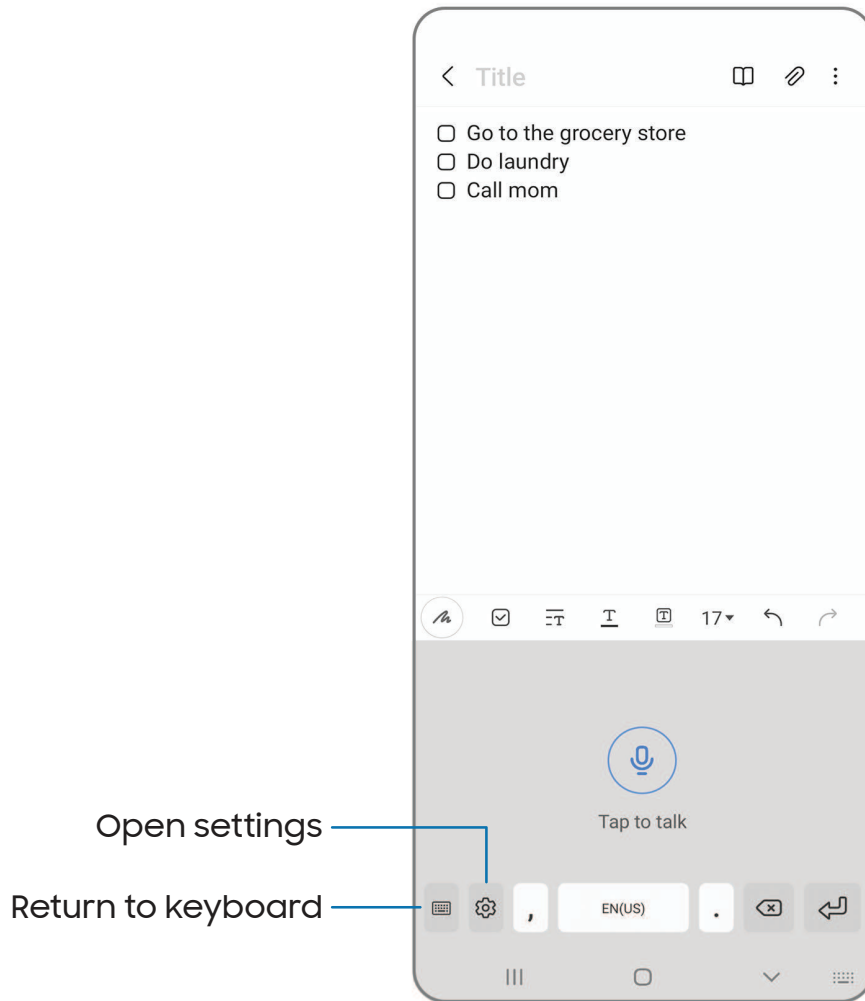 Title
Go to the grocery store
Do laundry
Call mom
17
Tap to talk
Open settings
Return to keyboard
, EN(US) .